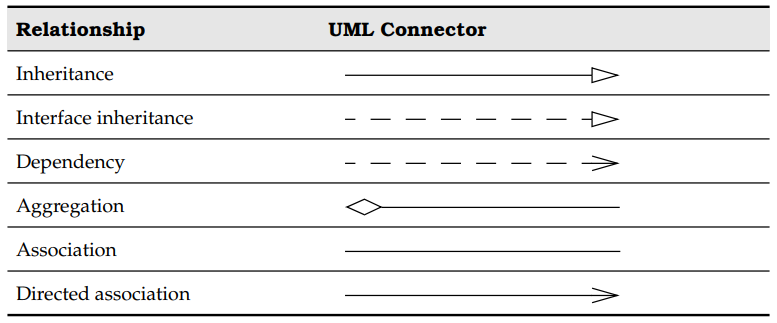 Relationship UML Connector
Inheritance
Interface inheritance
Dependency
Aggregation
Association
Directed association